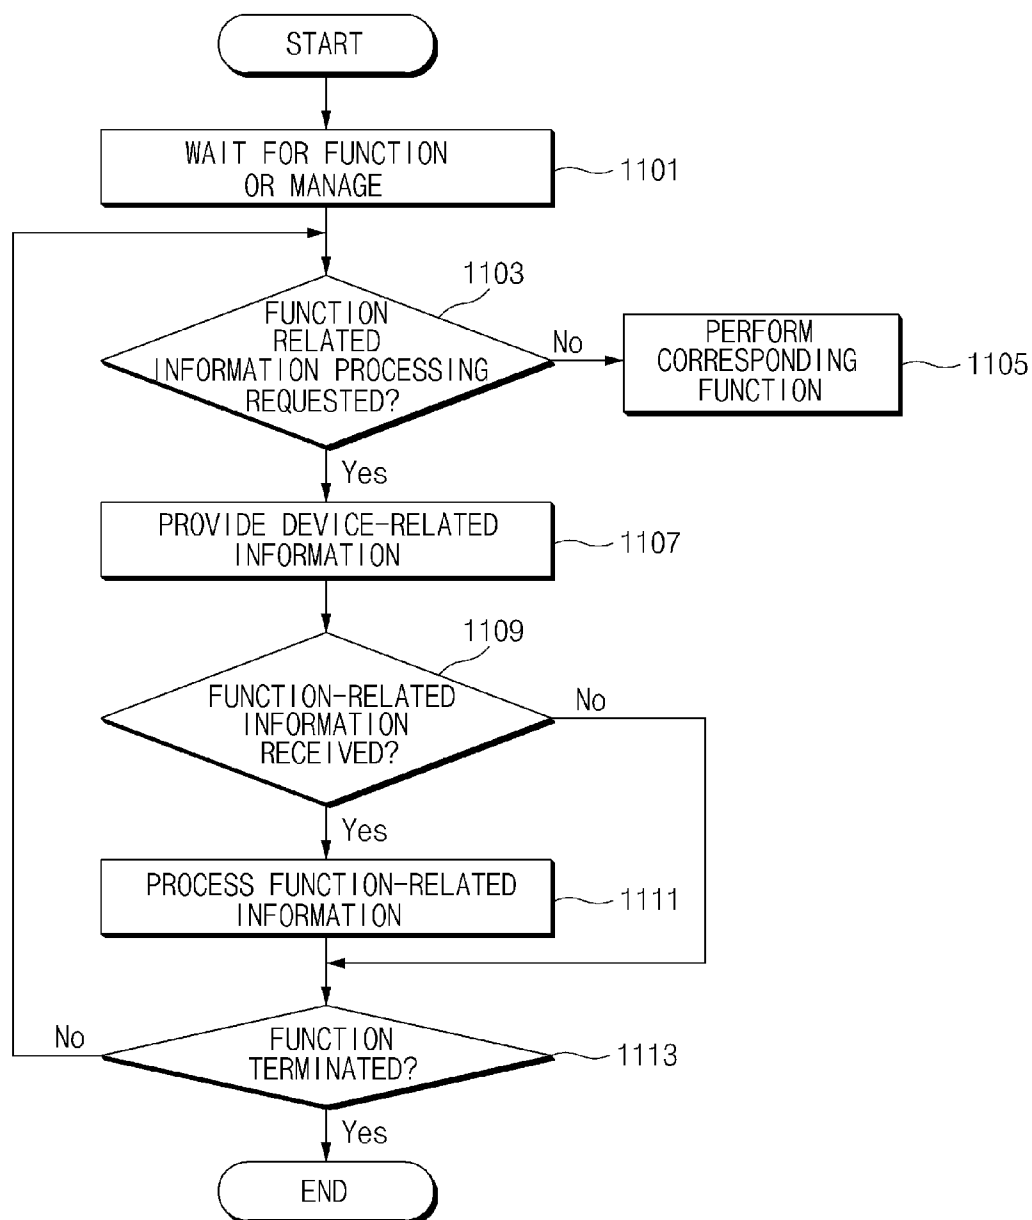 START
WAIT FOR FUNCTION
OR MANAGE
1101
1103
FUNCTION
RELATED
INFORMATION PROCESSING
REQUESTED?
No
PERFORM
CORRESPONDING
FUNCTION
1105
Yes
PROVIDE DEVICE-RELATED
INFORMATION
1107
1109
FUNCTION-RELATED
INFORMATION
RECEIVED?
No
Yes
PROCESS FUNCTION-RELATED
INFORMATION
1111
No
FUNCTION
TERMINATED?
1113
Yes
END